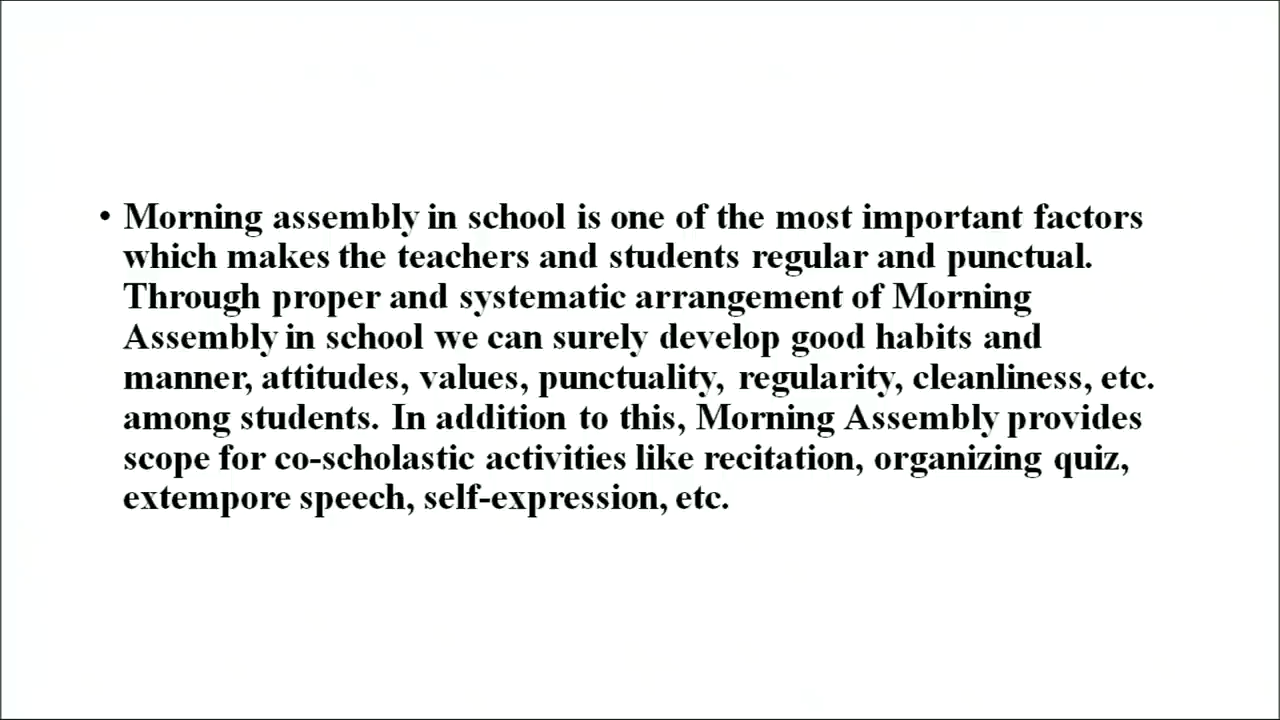 • Morning assembly in school is one of the most important factors
which makes the teachers and students regular and punctual.
Through proper and systematic arrangement of Morning
Assembly in school we can surely develop good habits and
manner, attitudes, values, punctuality, regularity, cleanliness, etc.
among students. In addition to this, Morning Assembly provides
scope for co-scholastic activities like recitation, organizing quiz,
extempore speech, self-expression, etc.